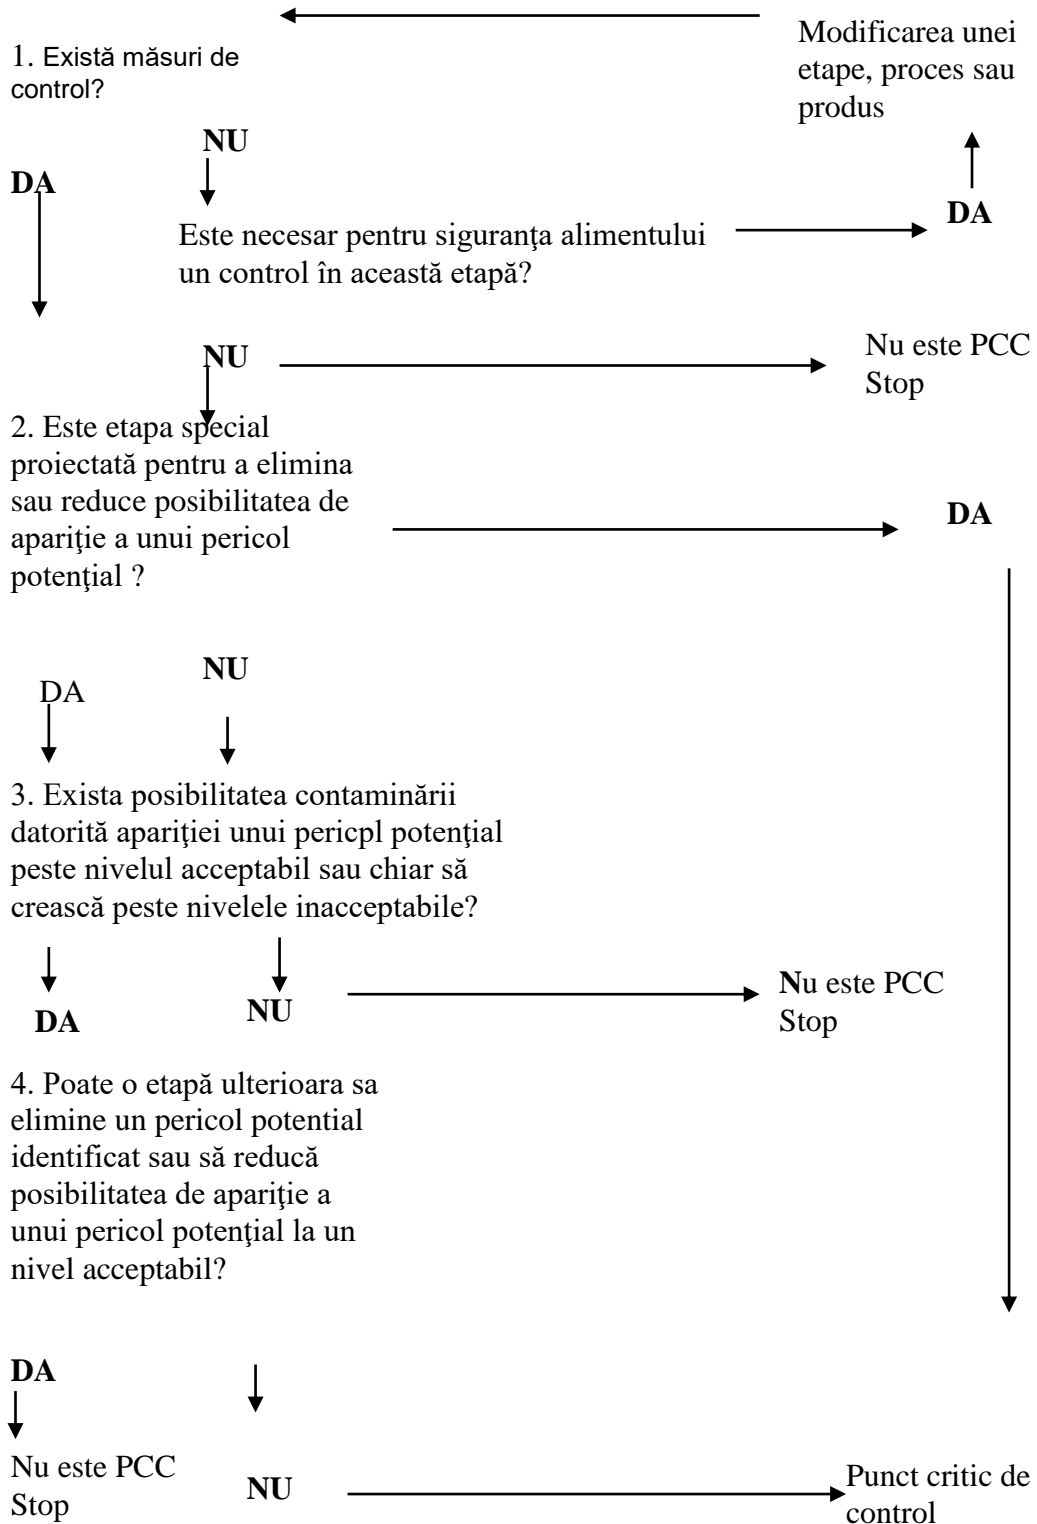 Modificarea unei
etape, proces sau
produs
1. Există măsuri de
control?
NU
DA
DA
Este necesar pentru siguranţa alimentului
un control în această etapă?
NU
Nu este PCC
Stop
2. Este etapa special
proiectată pentru a elimina
sau reduce posibilitatea de
apariţie a unui pericol
potenţial ?
DA
NU
DA
3. Exista posibilitatea contaminării
datorită apariţiei unui pericpl potenţial
peste nivelul acceptabil sau chiar să
crească peste nivelele inacceptabile?
DA
NU
Nu este PCC
Stop
4. Poate o etapă ulterioara sa
elimine un pericol potential
identificat sau să reducă
posibilitatea de apariţie a
unui pericol potenţial la un
nivel acceptabil?
DA
Nu este PCC
Stop
NU
Punct critic de
control